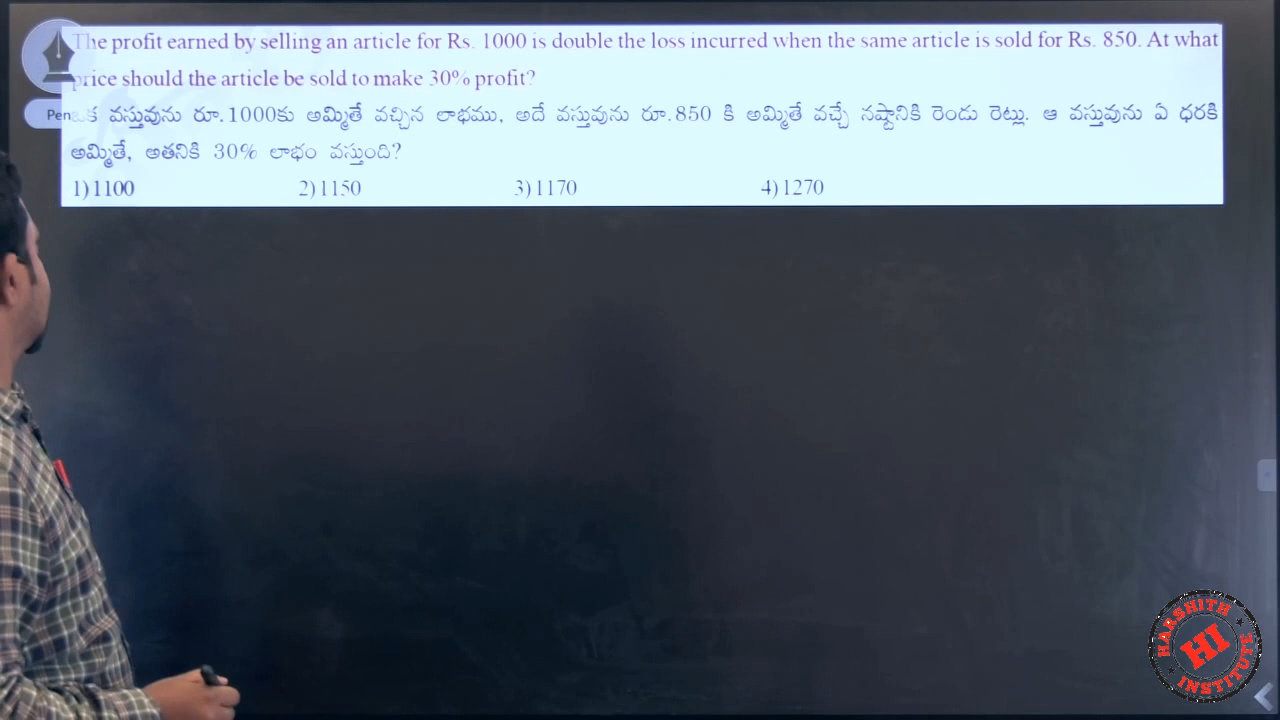 The profit earned by selling an article for Rs. 1000 is double the loss incurred when the same article is sold for Rs. 850. At what
price should the article be sold to make 30% profit?
Pen
ఒక వస్తువును రూ.1000కు అమ్మితే వచ్చిన లాభము, అదే వస్తువును రూ.850 కి అమ్మితే వచ్చే నష్టానికి రెండు రెట్లు. ఆ వస్తువును ఏ ధరకి
అమ్మితే, అతనికి 30% లాభం వస్తుంది?
1) 1100 2) 1150 3) 1170 4) 1270
HARSHITH
HI
INSTITUTE